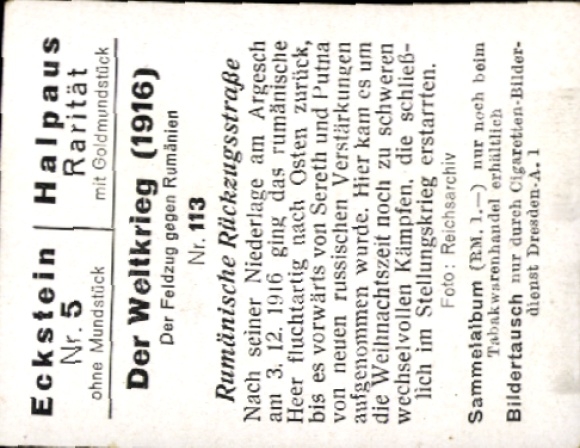 Eckstein
Nr. 5
ohne Mundstück
Halpaus
Rarität
mit Goldmundstück
Der Weltkrieg (1916)
Der Feldzug gegen Rumänien
Nr. 113
Rumänische Rückzugsstraße
Nach seiner Niederlage am Argesch
am 3. 12. 1916 ging das rumänische
Heer fluchtartig nach Osten zurück,
bis es vorwärts von Sereth und Putna
von neuen russischen Verstärkungen
aufgenommen wurde. Hier kam es um
die Weihnachtszeit noch zu schweren
wechselvollen Kämpfen, die schließ-
lich im Stellungskrieg erstarrten.
Foto: Reichsarchiv
Sammelalbum (RM. 1.—) nur noch beim
Tabakwarenhandel erhältlich
Bildertausch nur durch Cigaretten-Bilder-
dienst Dresden-A. 1